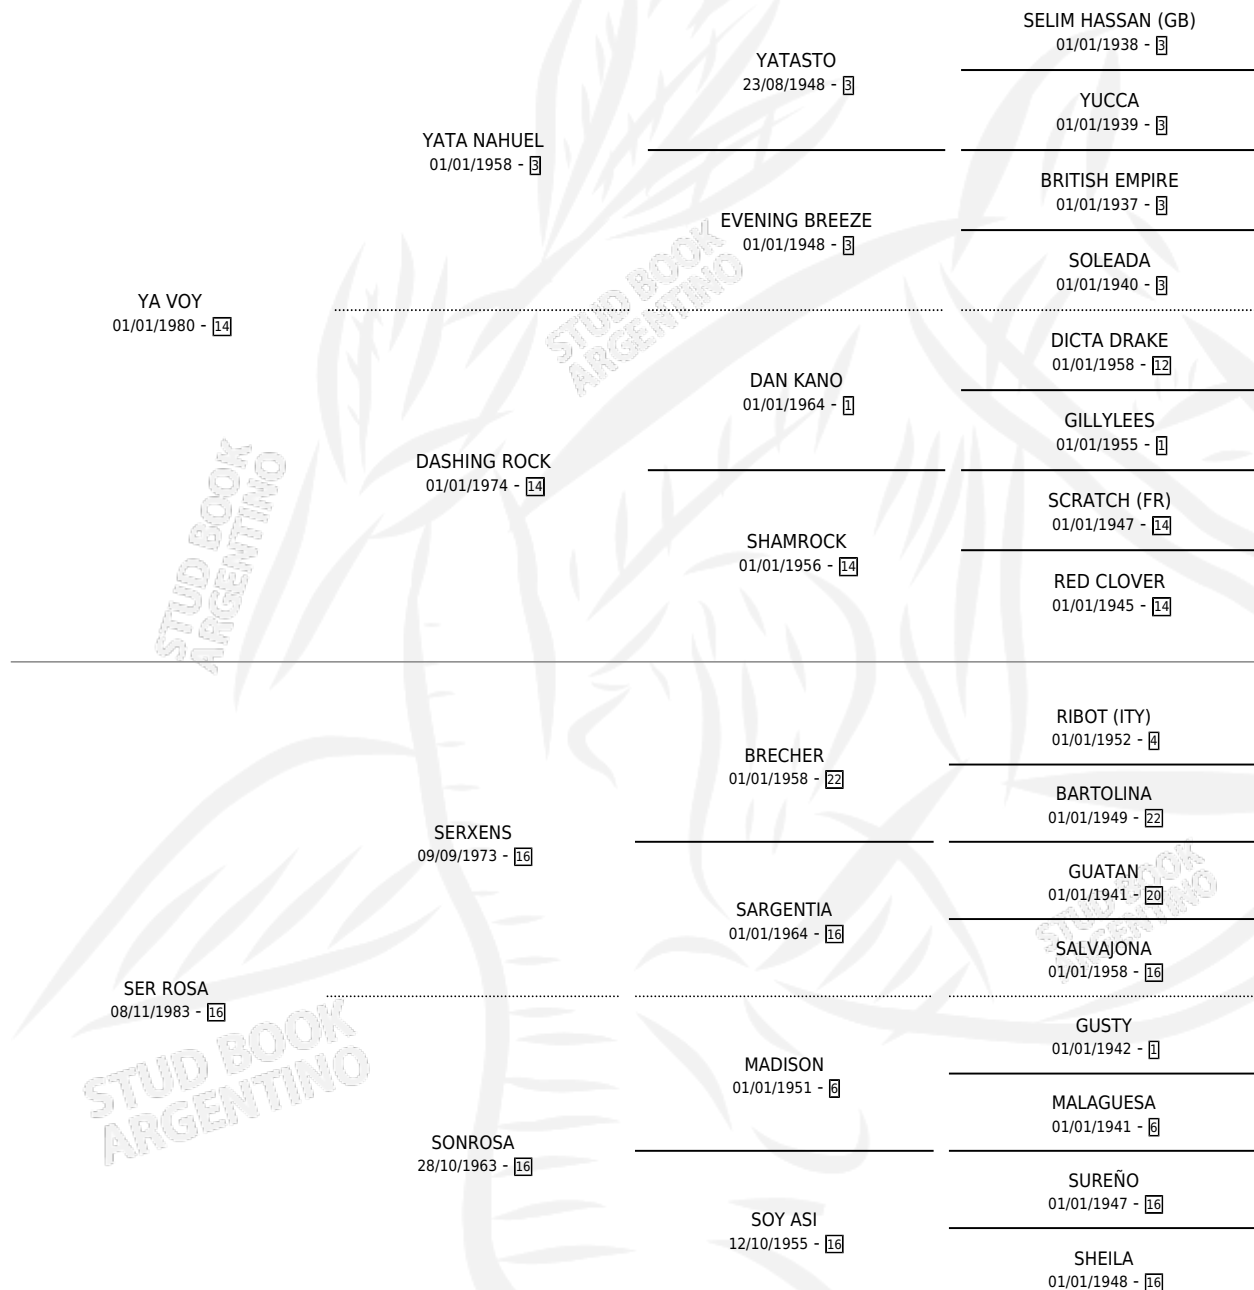 SELIM HASSAN (GB)
01/01/1938 - 3
YATASTO
23/08/1948 - 3
YUCCA
01/01/1939 - 3
YATA NAHUEL
01/01/1958 - 3
BRITISH EMPIRE
01/01/1937 - 3
EVENING BREEZE
01/01/1948 - 3
SOLEADA
01/01/1940 - 3
YA VOY
01/01/1980 - 14
DICTA DRAKE
01/01/1958 - 12
DAN KANO
01/01/1964 - 1
GILLYLEES
01/01/1955 - 1
DASHING ROCK
01/01/1974 - 14
SCRATCH (FR)
01/01/1947 - 14
SHAMROCK
01/01/1956 - 14
RED CLOVER
01/01/1945 - 14
RIBOT (ITY)
01/01/1952 - 4
BRECHER
01/01/1958 - 22
BARTOLINA
01/01/1949 - 22
SERXENS
09/09/1973 - 16
GUATAN
01/01/1941 - 20
SARGENTIA
01/01/1964 - 16
SALVAJONA
01/01/1958 - 16
SER ROSA
08/11/1983 - 16
GUSTY
01/01/1942 - 1
MADISON
01/01/1951 - 6
MALAGUESA
01/01/1941 - 6
SONROSA
28/10/1963 - 16
SUREÑO
01/01/1947 - 16
SOY ASI
12/10/1955 - 16
SHEILA
01/01/1948 - 16
STUD BOOK
ARGENTINO
STUD BOOK
ARGENTINO
STUD BOOK
ARGENTINO
STUD BOOK
ARGENTINO